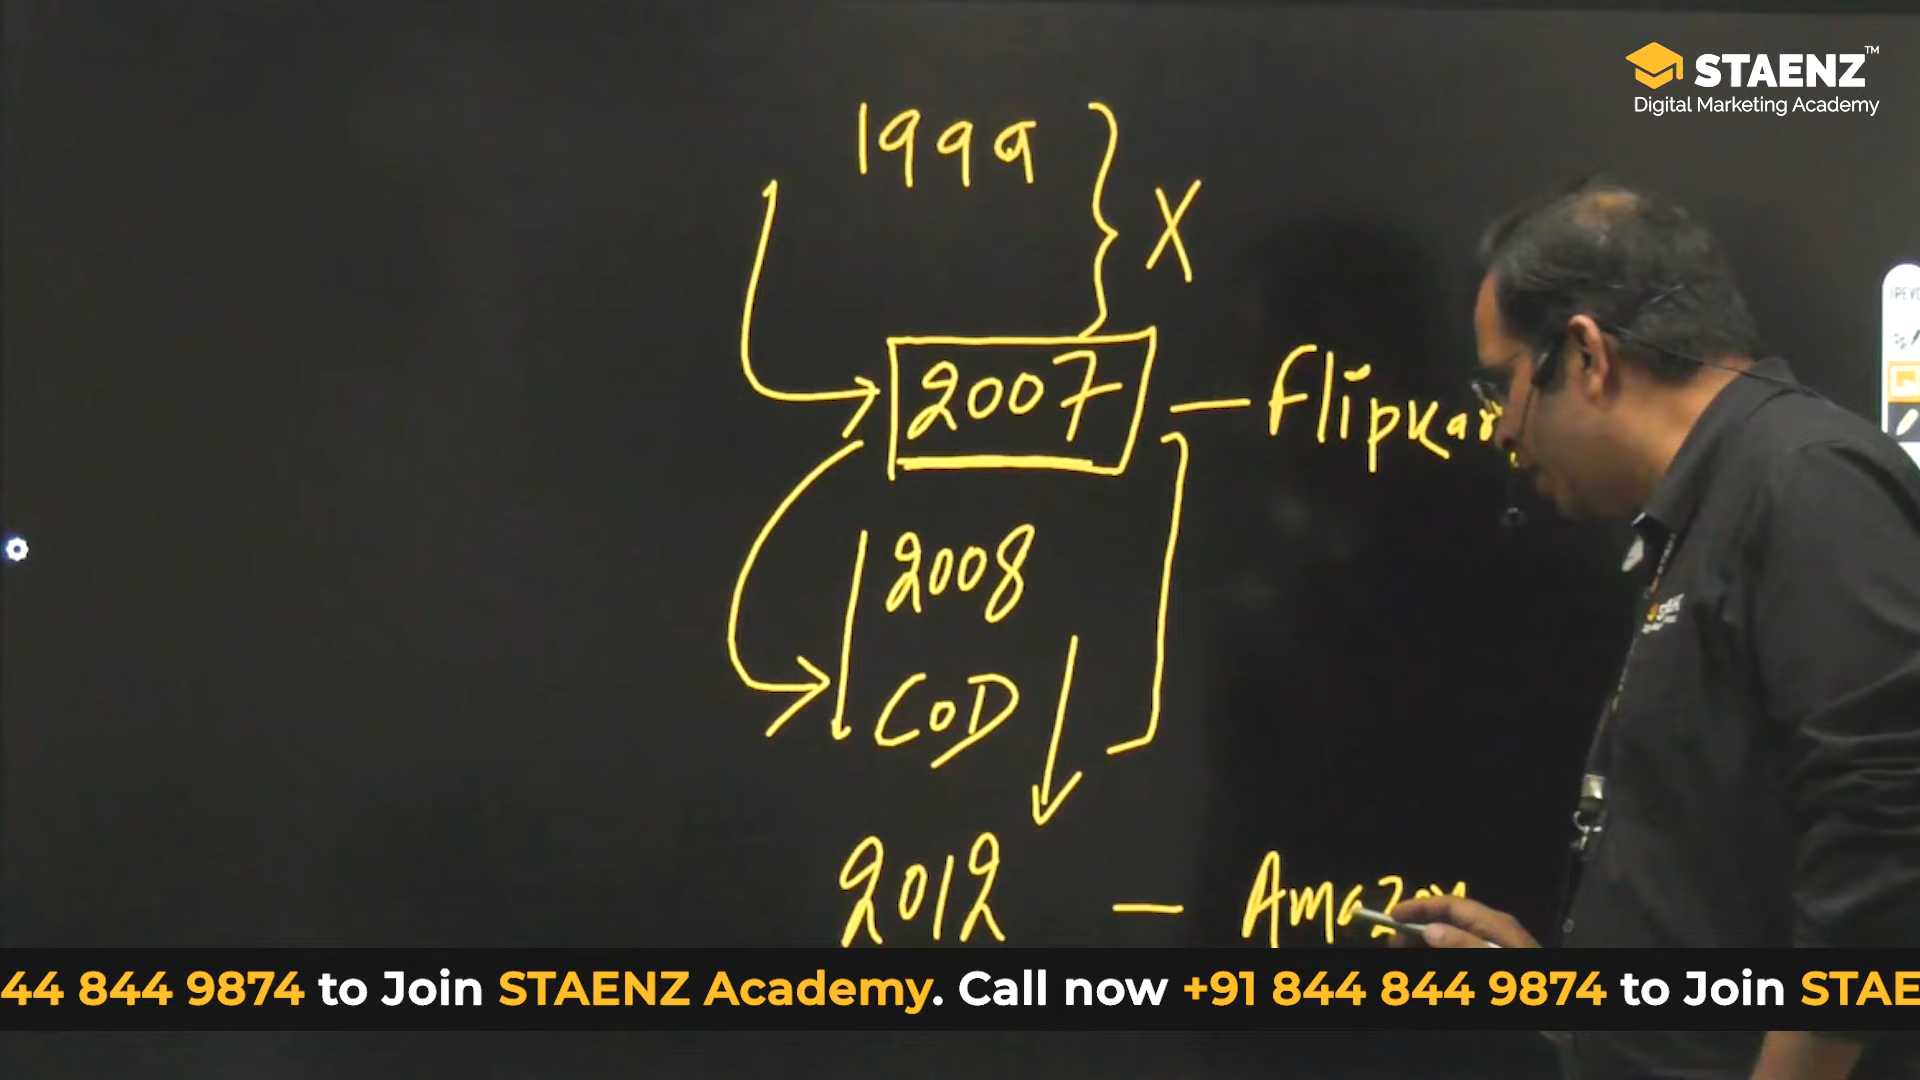 STAENZ™
Digital Marketing Academy
1999
X
2007 — Flipkar
2008
COD
2012 — Amazon
44 844 9874 to Join STAENZ Academy. Call now +91 844 844 9874 to Join STAE